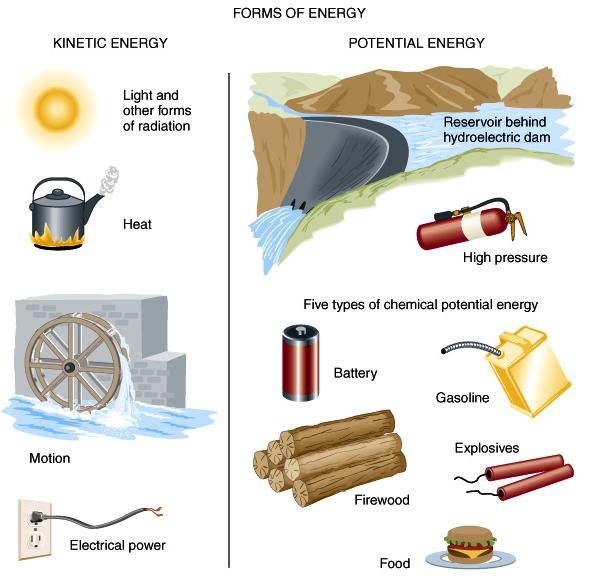 FORMS OF ENERGY
KINETIC ENERGY
Light and
other forms
of radiation
Heat
Motion
Electrical power
POTENTIAL ENERGY
Reservoir behind
hydroelectric dam
High pressure
Five types of chemical potential energy
Battery
Gasoline
Firewood
Explosives
Food